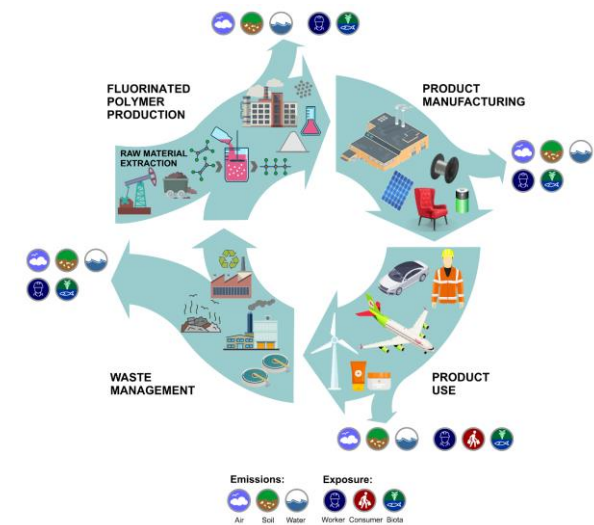 FLUORINATED
POLYMER
PRODUCTION
PRODUCT
MANUFACTURING
RAW MATERIAL
EXTRACTION
WASTE
MANAGEMENT
PRODUCT
USE
Emissions: Exposure:
Air Soil Water Worker Consumer Biota